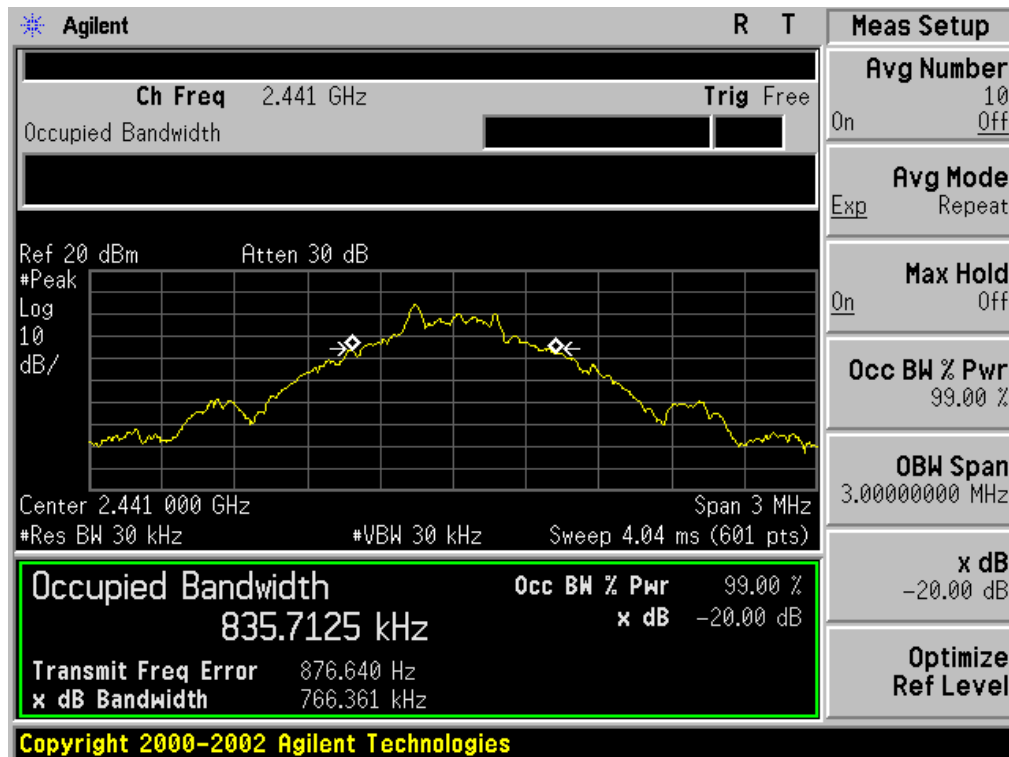 Agilent R T
Ch Freq 2.441 GHz Trig Free
Occupied Bandwidth
Ref 20 dBm Atten 30 dB
#Peak
Log
10
dB/
Center 2.441 000 GHz Span 3 MHz
#Res BW 30 kHz #VBW 30 kHz Sweep 4.04 ms (601 pts)
Occupied Bandwidth
835.7125 kHz
Occ BW % Pwr 99.00 %
x dB -20.00 dB
Transmit Freq Error 876.640 Hz
x dB Bandwidth 766.361 kHz
Copyright 2000-2002 Agilent Technologies
Meas Setup
Avg Number
10
On Off
Avg Mode
Exp Repeat
Max Hold
On Off
Occ BW % Pwr
99.00 %
OBW Span
3.00000000 MHz
x dB
-20.00 dB
Optimize
Ref Level